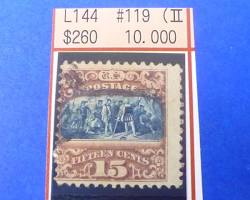 L144 #119 (II
$260 10.000
U.S.
POSTAGE
FIFTEEN CENTS
15